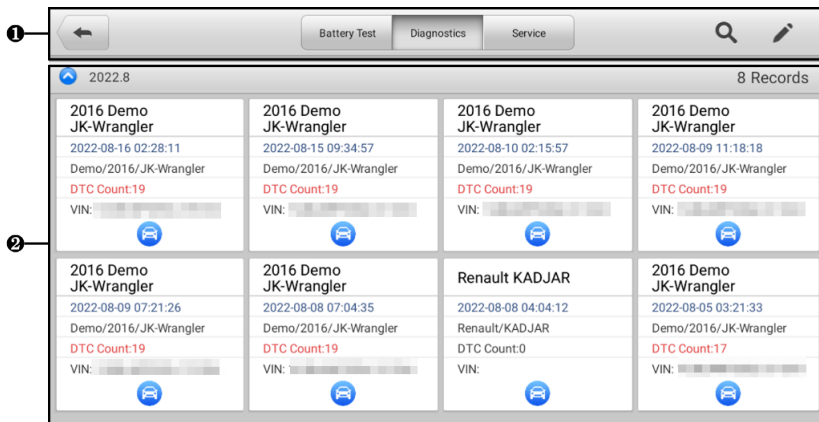 ❶
Battery Test Diagnostics Service
2022.8 8 Records
❷
2016 Demo
JK-Wrangler
2022-08-16 02:28:11
Demo/2016/JK-Wrangler
DTC Count:19
VIN:
2016 Demo
JK-Wrangler
2022-08-15 09:34:57
Demo/2016/JK-Wrangler
DTC Count:19
VIN:
2016 Demo
JK-Wrangler
2022-08-10 02:15:57
Demo/2016/JK-Wrangler
DTC Count:19
VIN:
2016 Demo
JK-Wrangler
2022-08-09 11:18:18
Demo/2016/JK-Wrangler
DTC Count:19
VIN:
2016 Demo
JK-Wrangler
2022-08-09 07:21:26
Demo/2016/JK-Wrangler
DTC Count:19
VIN:
2016 Demo
JK-Wrangler
2022-08-08 07:04:35
Demo/2016/JK-Wrangler
DTC Count:19
VIN:
Renault KADJAR
2022-08-08 04:04:12
Renault/KADJAR
DTC Count:0
VIN:
2016 Demo
JK-Wrangler
2022-08-05 03:21:33
Demo/2016/JK-Wrangler
DTC Count:17
VIN: